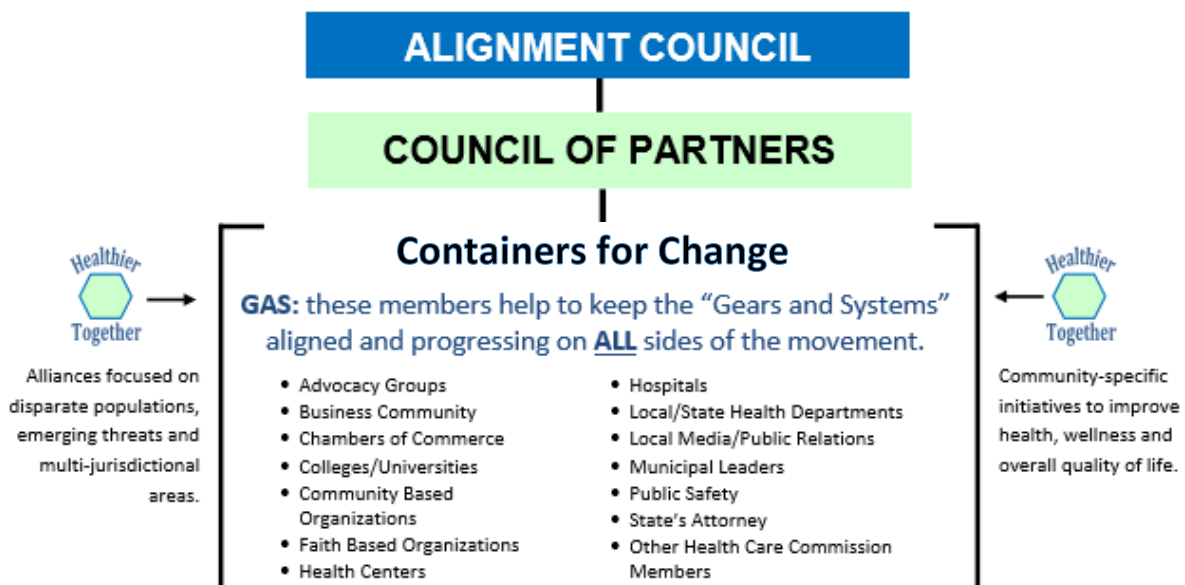 ALIGNMENT COUNCIL
COUNCIL OF PARTNERS
Containers for Change
GAS: these members help to keep the “Gears and Systems”
aligned and progressing on ALL sides of the movement.
Healthier
Together
Alliances focused on
disparate populations,
emerging threats and
multi-jurisdictional
areas.
• Advocacy Groups
• Business Community
• Chambers of Commerce
• Colleges/Universities
• Community Based
Organizations
• Faith Based Organizations
• Health Centers
• Hospitals
• Local/State Health Departments
• Local Media/Public Relations
• Municipal Leaders
• Public Safety
• State’s Attorney
• Other Health Care Commission
Members
Healthier
Together
Community-specific
initiatives to improve
health, wellness and
overall quality of life.